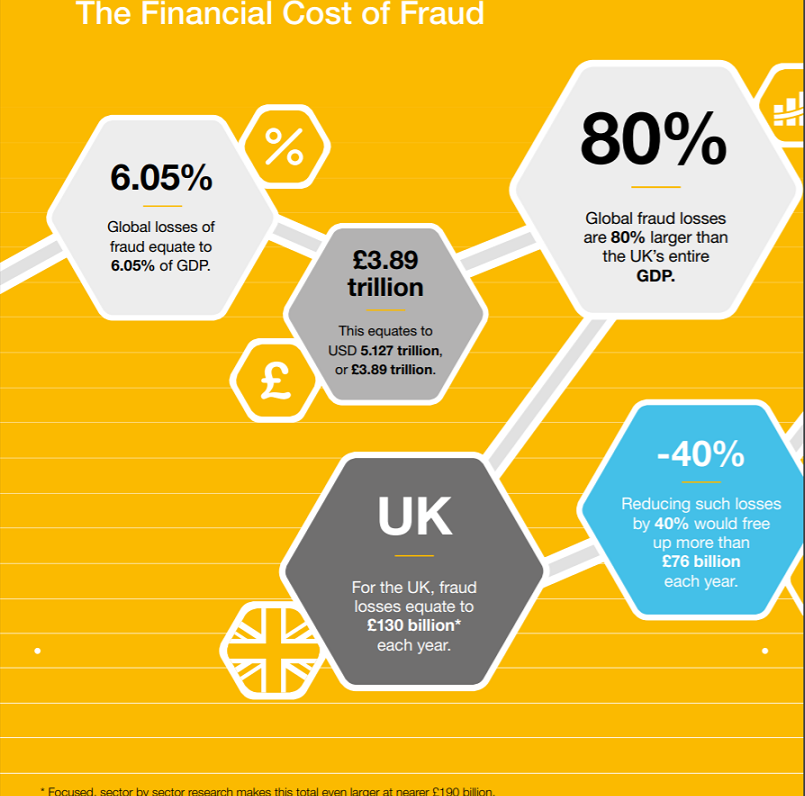 The Financial Cost of Fraud
6.05%
Global losses of
fraud equate to
6.05% of GDP.
%
£3.89
trillion
This equates to
USD 5.127 trillion,
or £3.89 trillion.
£
80%
Global fraud losses
are 80% larger than
the UK's entire
GDP.
UK
For the UK, fraud
losses equate to
£130 billion*
each year.
-40%
Reducing such losses
by 40% would free
up more than
£76 billion
each year.
* Focused, sector by sector research makes this total even larger at nearer £190 billion.